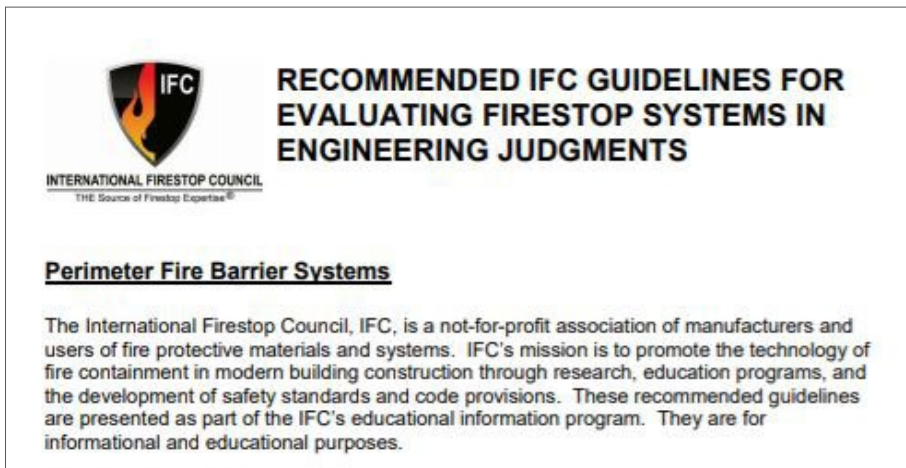 IFC
INTERNATIONAL FIRESTOP COUNCIL
THE Source of Firestop Expertise®
RECOMMENDED IFC GUIDELINES FOR
EVALUATING FIRESTOP SYSTEMS IN
ENGINEERING JUDGMENTS
Perimeter Fire Barrier Systems
The International Firestop Council, IFC, is a not-for-profit association of manufacturers and
users of fire protective materials and systems.  IFC's mission is to promote the technology of
fire containment in modern building construction through research, education programs, and
the development of safety standards and code provisions.  These recommended guidelines
are presented as part of the IFC's educational information program.  They are for
informational and educational purposes.